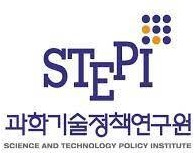 STEPI
과학기술정책연구원
SCIENCE AND TECHNOLOGY POLICY INSTITUTE